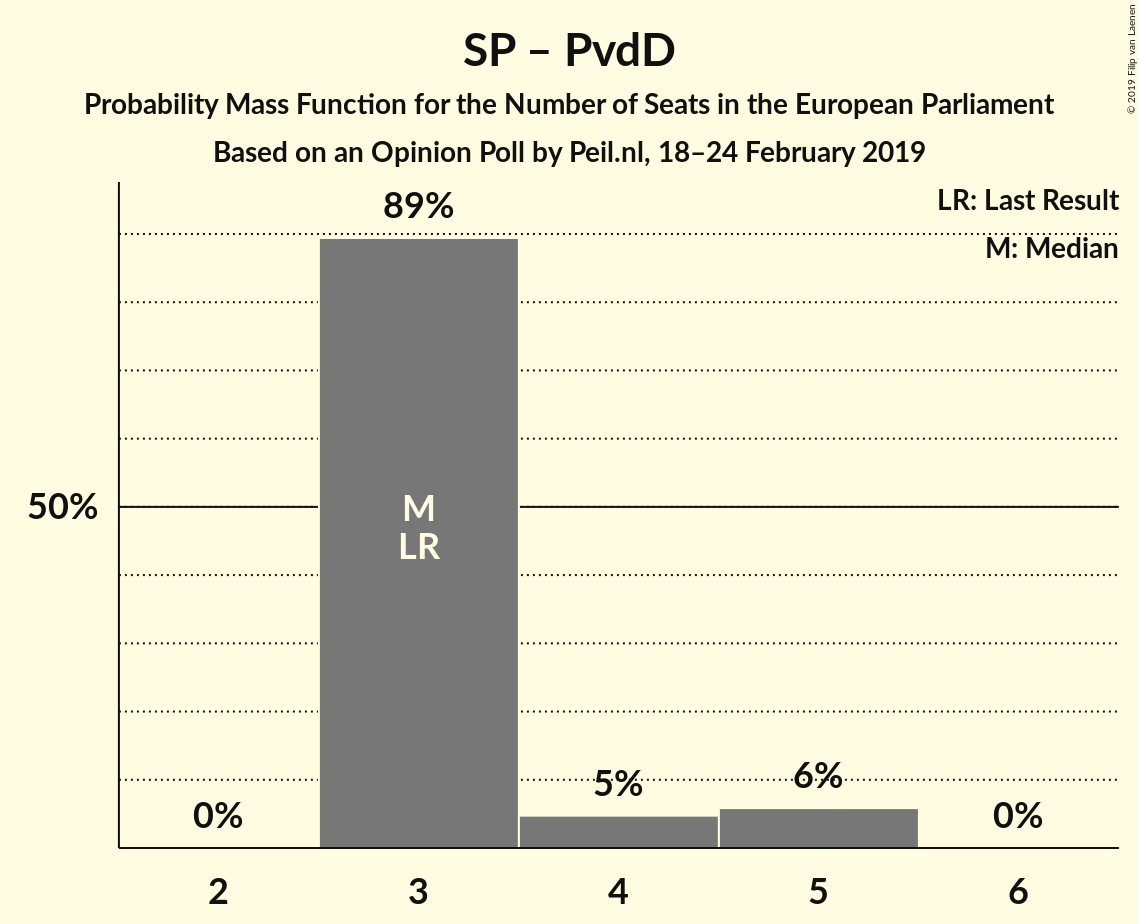 SP – PvdD
Probability Mass Function for the Number of Seats in the European Parliament
Based on an Opinion Poll by Peil.nl, 18–24 February 2019
© 2019 Filip van Laenen
LR: Last Result
M: Median
89%
50%
M
LR
0%
5%
6%
0%
2 3 4 5 6